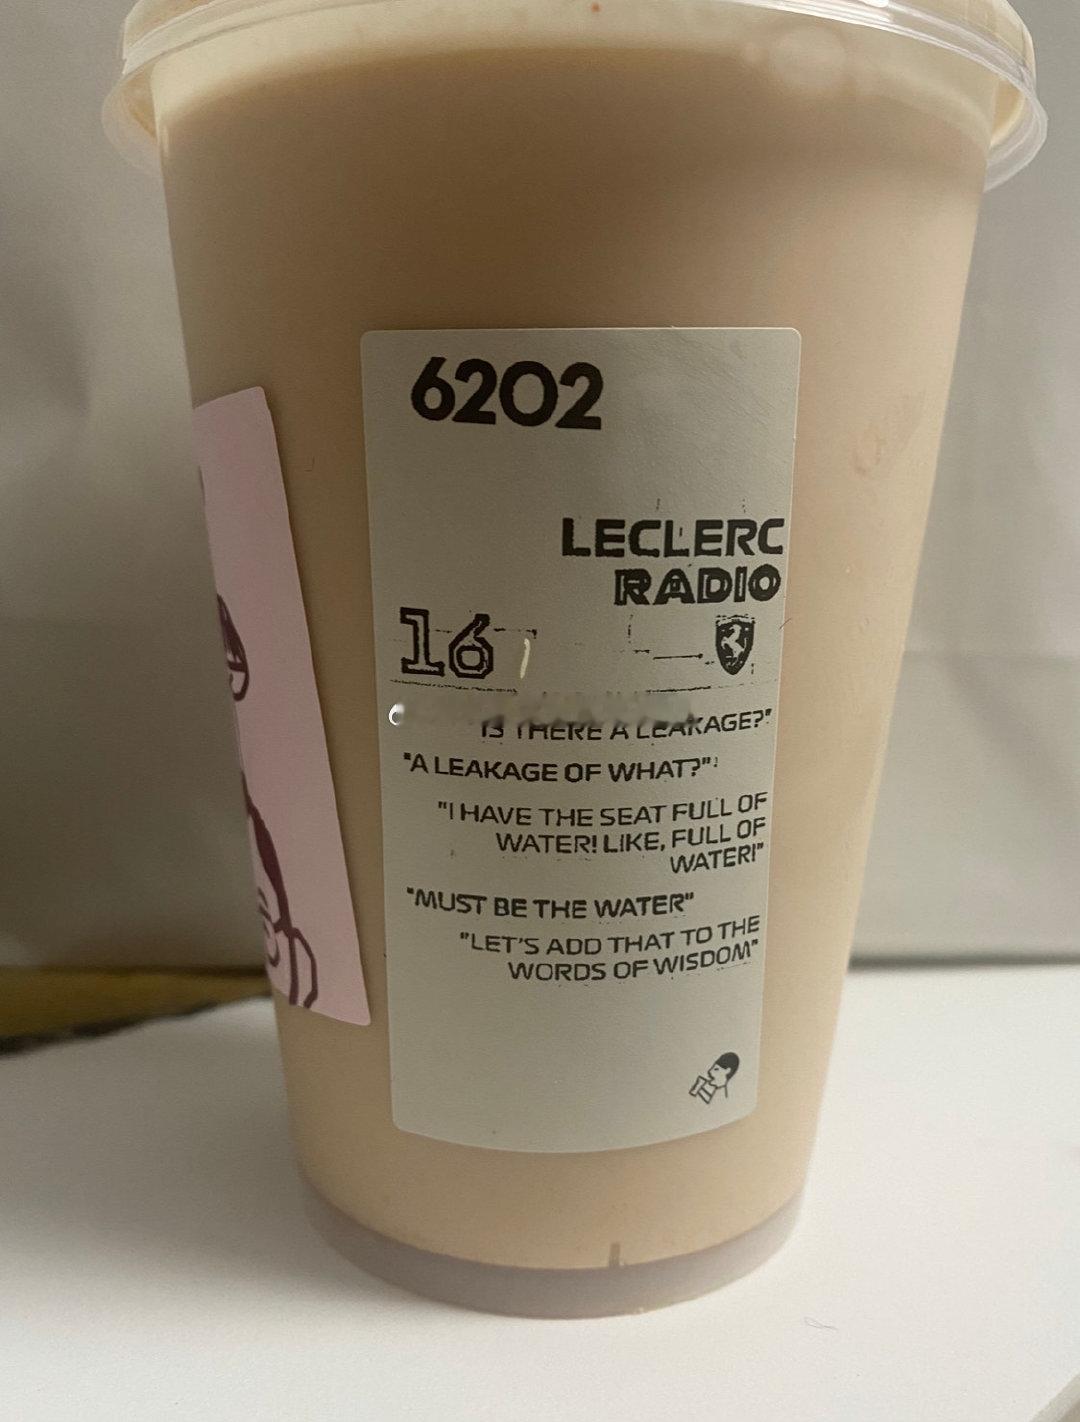 6202
LECLERC
RADIO
16
IS THERE A LEAKAGE?"
"A LEAKAGE OF WHAT?"
"I HAVE THE SEAT FULL OF
WATER! LIKE, FULL OF
WATER!"
"MUST BE THE WATER"
"LET'S ADD THAT TO THE
WORDS OF WISDOM"